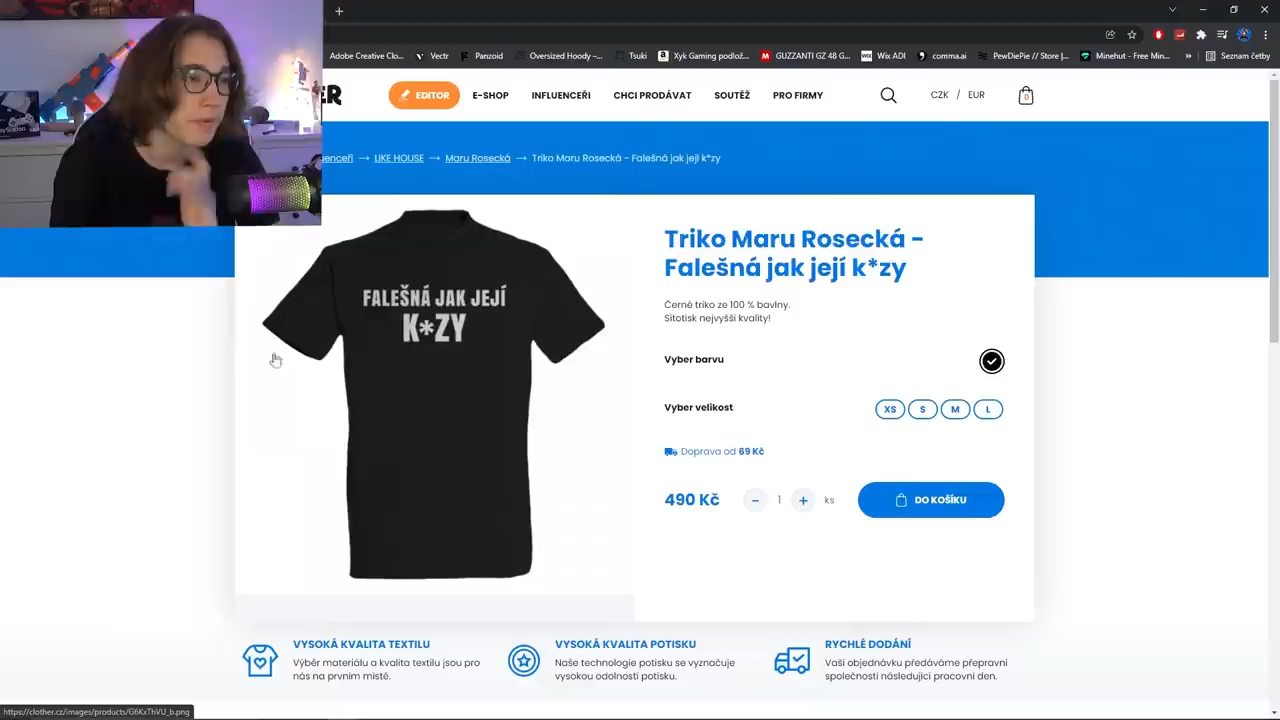 Adobe Creative Clo...
Vectr
Panzoid
Oversized Hoody –...
Tsuki
Xyk Gaming podlož...
GUZZANTI GZ 48 G...
Wix ADI
comma.ai
PewDiePie // Store |...
Minehut - Free Min...
»
Seznam četby
ER
EDITOR
E-SHOP
INFLUENCEŘI
CHCI PRODÁVAT
SOUTĚŽ
PRO FIRMY
CZK / EUR
0
uenceři → LIKE HOUSE → Maru Rosecká → Triko Maru Rosecká - Falešná jak její k*zy
FALEŠNÁ JAK JEJÍ
K*ZY
Triko Maru Rosecká -
Falešná jak její k*zy
Černé triko ze 100 % bavlny.
Sítotisk nejvyšší kvality!
Vyber barvu
Vyber velikost
XS
S
M
L
Doprava od 69 Kč
490 Kč
− 1 + ks
DO KOŠÍKU
VYSOKÁ KVALITA TEXTILU
Výběr materiálu a kvalita textilu jsou pro
nás na prvním místě.
VYSOKÁ KVALITA POTISKU
Naše technologie potisku se vyznačuje
vysokou odolností potisku.
RYCHLÉ DODÁNÍ
Vaši objednávku předáváme přepravní
společnosti následující pracovní den.
https://clother.cz/images/products/G6KxThVU_b.png